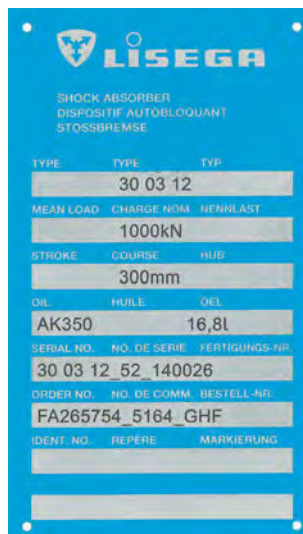 LISEGA
SHOCK ABSORBER
DISPOSITIF AUTOBLOQUANT
STOSSBREMSE
TYPE TYPE TYP
30 03 12
MEAN LOAD CHARGE NOM. NENNLAST
1000kN
STROKE COURSE HUB
300mm
OIL HUILE OEL
AK350 16,8l
SERIAL NO. NO. DE SERIE FERTIGUNGS-NR.
30 03 12_52_140026
ORDER NO. NO. DE COMM. BESTELL-NR.
FA265754_5164_GHF
IDENT. NO. REPÈRE MARKIERUNG